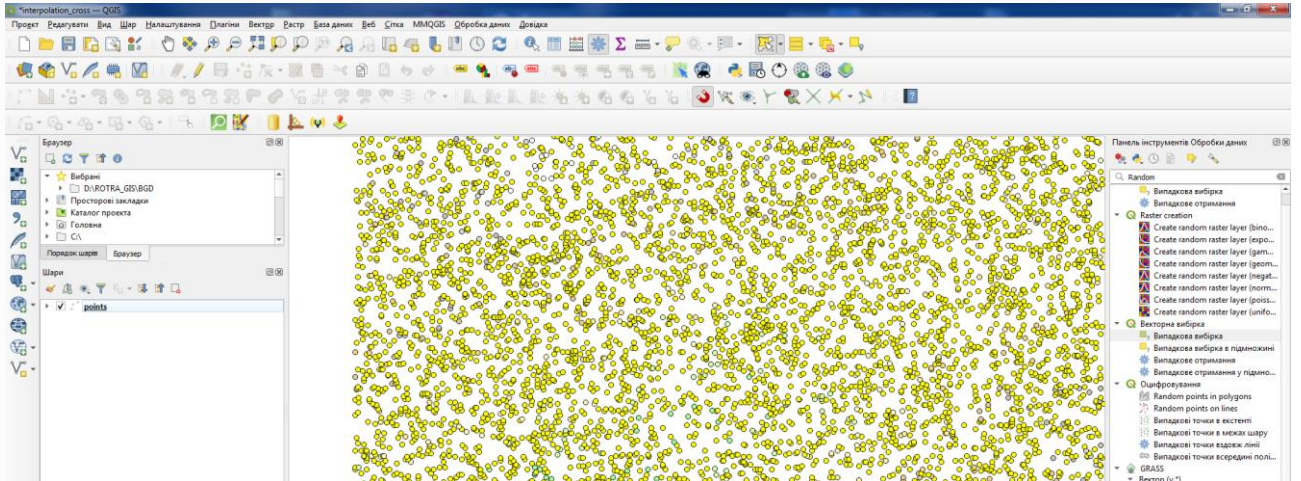 *interpolation_cross — QGIS
Проєкт Редагувати Вид Шар Налаштування Плагіни Вектор Растр База даних Веб Сітка MMQGIS Обробка даних Довідка
Браузер
Вибрані
D:\ROTRA_GIS\BGD
Просторові закладки
Каталог проекта
Головна
C:\
Порядок шарів Браузер
Шари
points
Панель інструментів Обробки даних
Random
Випадкова вибірка
Випадкове отримання
Raster creation
Create random raster layer (bino...
Create random raster layer (expo...
Create random raster layer (gam...
Create random raster layer (geom...
Create random raster layer (negat...
Create random raster layer (norm...
Create random raster layer (poiss...
Create random raster layer (unifo...
Векторна вибірка
Випадкова вибірка
Випадкова вибірка в підмножині
Випадкове отримання
Випадкове отримання у підмно...
Оцифровування
Random points in polygons
Random points on lines
Випадкові точки в екстенті
Випадкові точки в межах шару
Випадкові точки вздовж лінії
Випадкові точки всередині полі...
GRASS
Вектор (v.*)